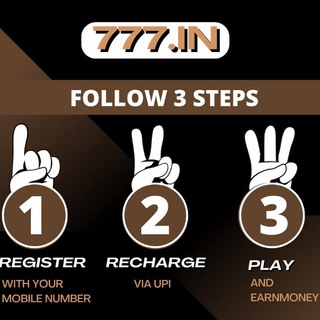 777.IN
FOLLOW 3 STEPS
1 2 3
REGISTER RECHARGE PLAY
WITH YOUR
MOBILE NUMBER
VIA UPI
AND
EARNMONEY